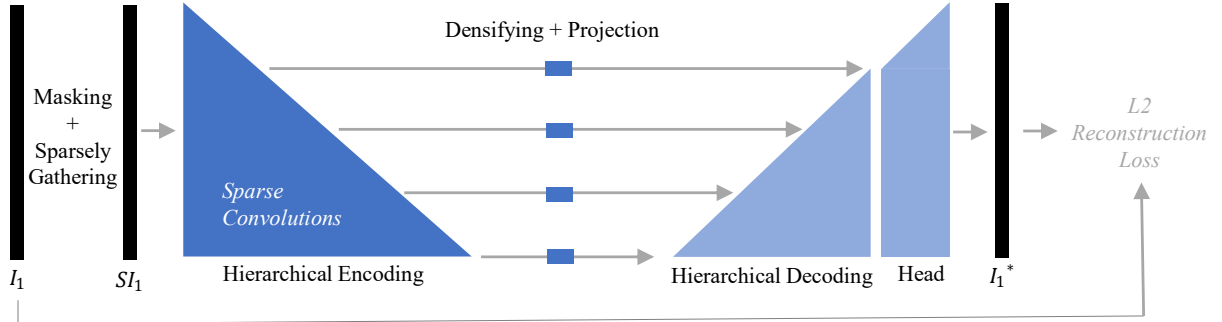 Densifying + Projection
Masking
+
Sparsely
Gathering
Sparse
Convolutions
L2
Reconstruction
Loss
I₁
SI₁
Hierarchical Encoding
Hierarchical Decoding
Head
I₁*